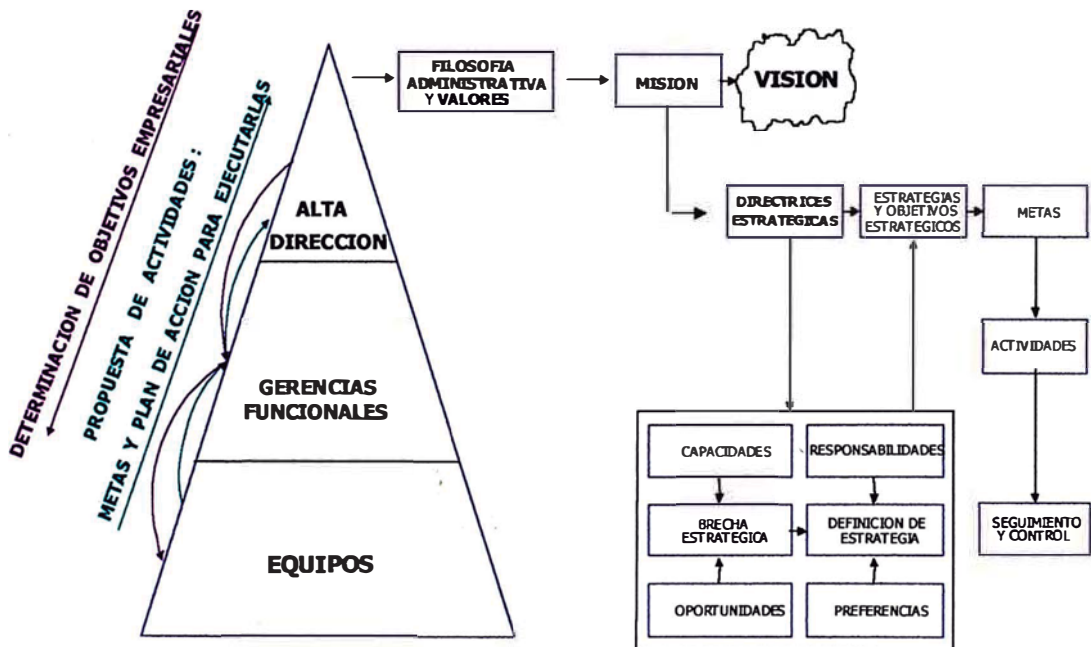 DETERMINACION DE OBJETIVOS EMPRESARIALES
PROPUESTA DE ACTIVIDADES :
METAS Y PLAN DE ACCION PARA EJECUTARLAS
ALTA
DIRECCION
GERENCIAS
FUNCIONALES
EQUIPOS
FILOSOFIA
ADMINISTRATIVA
Y VALORES
MISION
VISION
DIRECTRICES
ESTRATEGICAS
ESTRATEGIAS
Y OBJETIVOS
ESTRATEGICOS
METAS
ACTIVIDADES
SEGUIMIENTO
Y CONTROL
CAPACIDADES
RESPONSABILIDADES
BRECHA
ESTRATEGICA
DEFINICION DE
ESTRATEGIA
OPORTUNIDADES
PREFERENCIAS